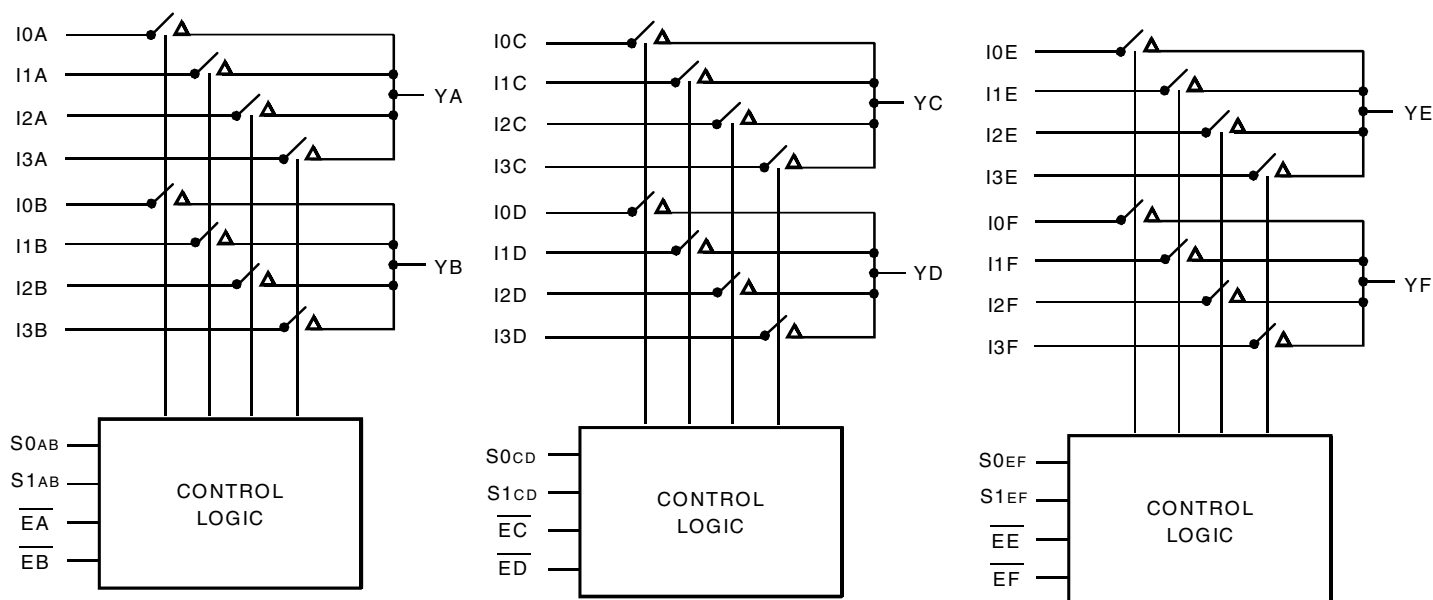 I0A
I1A
I2A
I3A
YA
I0B
I1B
I2B
I3B
YB
S0AB
S1AB
EA
EB
CONTROL
LOGIC
I0C
I1C
I2C
I3C
YC
I0D
I1D
I2D
I3D
YD
S0CD
S1CD
EC
ED
CONTROL
LOGIC
I0E
I1E
I2E
I3E
YE
I0F
I1F
I2F
I3F
YF
S0EF
S1EF
EE
EF
CONTROL
LOGIC